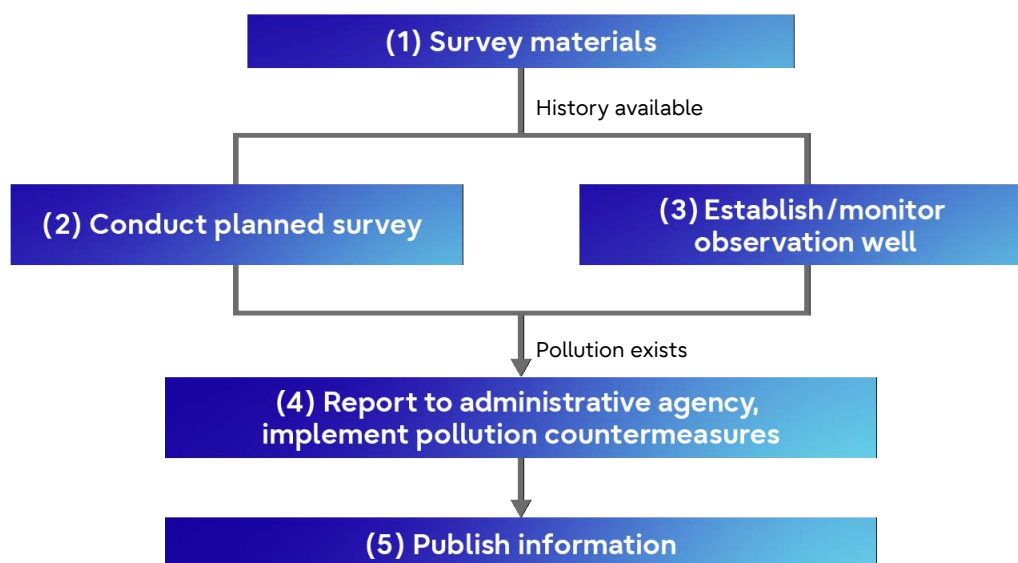 (1) Survey materials
History available
(2) Conduct planned survey
(3) Establish/monitor
observation well
Pollution exists
(4) Report to administrative agency,
implement pollution countermeasures
(5) Publish information